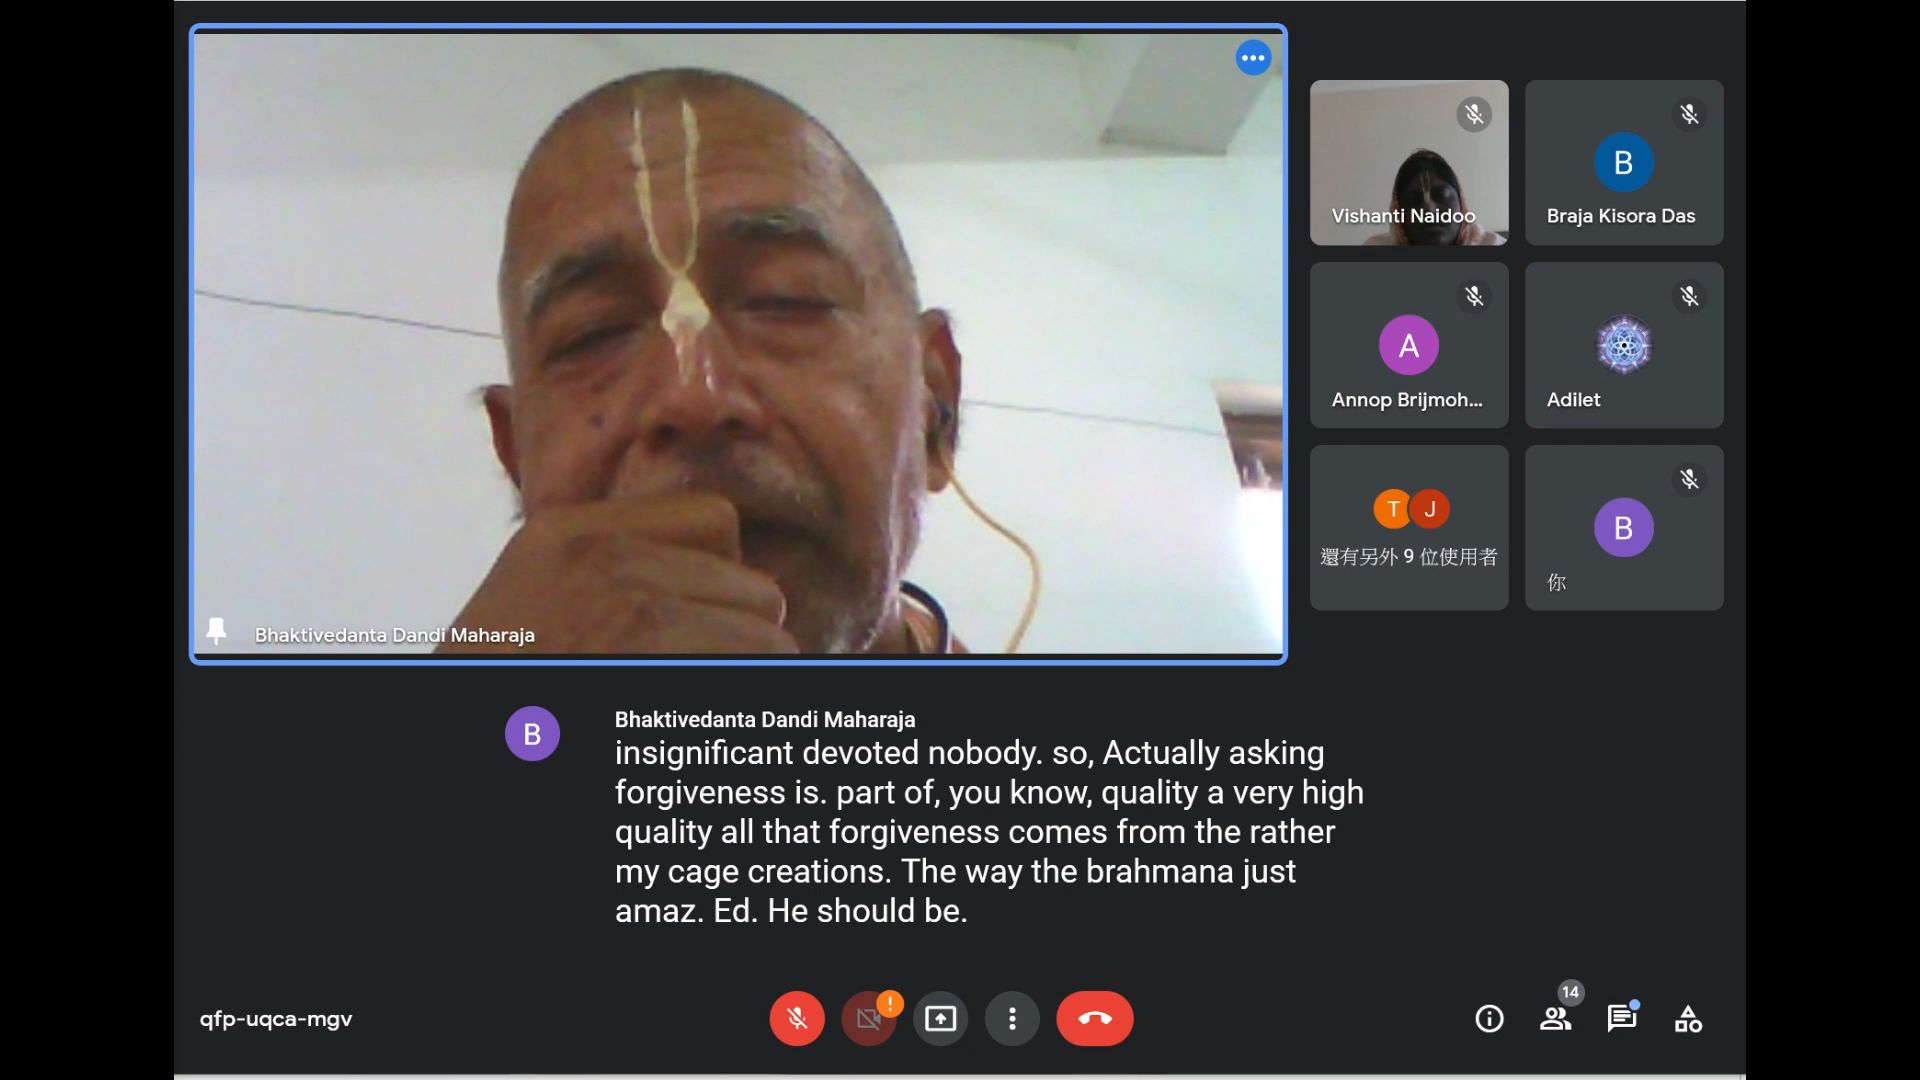 Vishanti Naidoo
B
Braja Kisora Das
A
Annop Brijmoh...
Adilet
T J
還有另外 9 位使用者
B
你
Bhaktivedanta Dandi Maharaja
B
Bhaktivedanta Dandi Maharaja
insignificant devoted nobody. so, Actually asking
forgiveness is. part of, you know, quality a very high
quality all that forgiveness comes from the rather
my cage creations. The way the brahmana just
amaz. Ed. He should be.
qfp-uqca-mgv
!
14